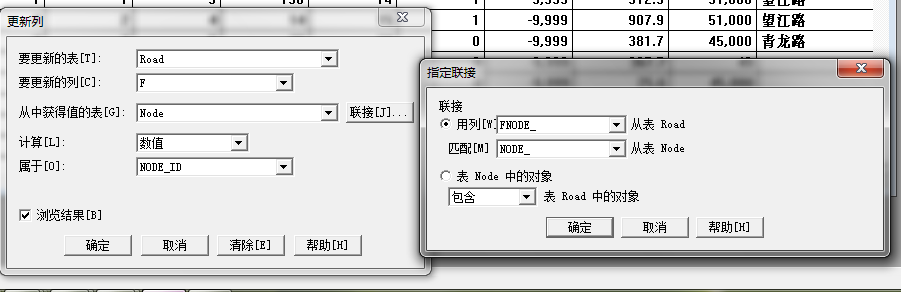 1 -9,999 907.9 51,000 望江路
0 -9,999 381.7 45,000 青龙路
更新列
要更新的表[T]: Road
要更新的列[C]: F
从中获得值的表[G]: Node 联接[J]...
计算[L]: 数值
属于[O]: NODE_ID
浏览结果[B]
确定 取消 清除[E] 帮助[H]
指定联接
联接
用列[W] FNODE_ 从表 Road
匹配[M] NODE_ 从表 Node
表 Node 中的对象
包含 表 Road 中的对象
确定 取消 帮助[H]